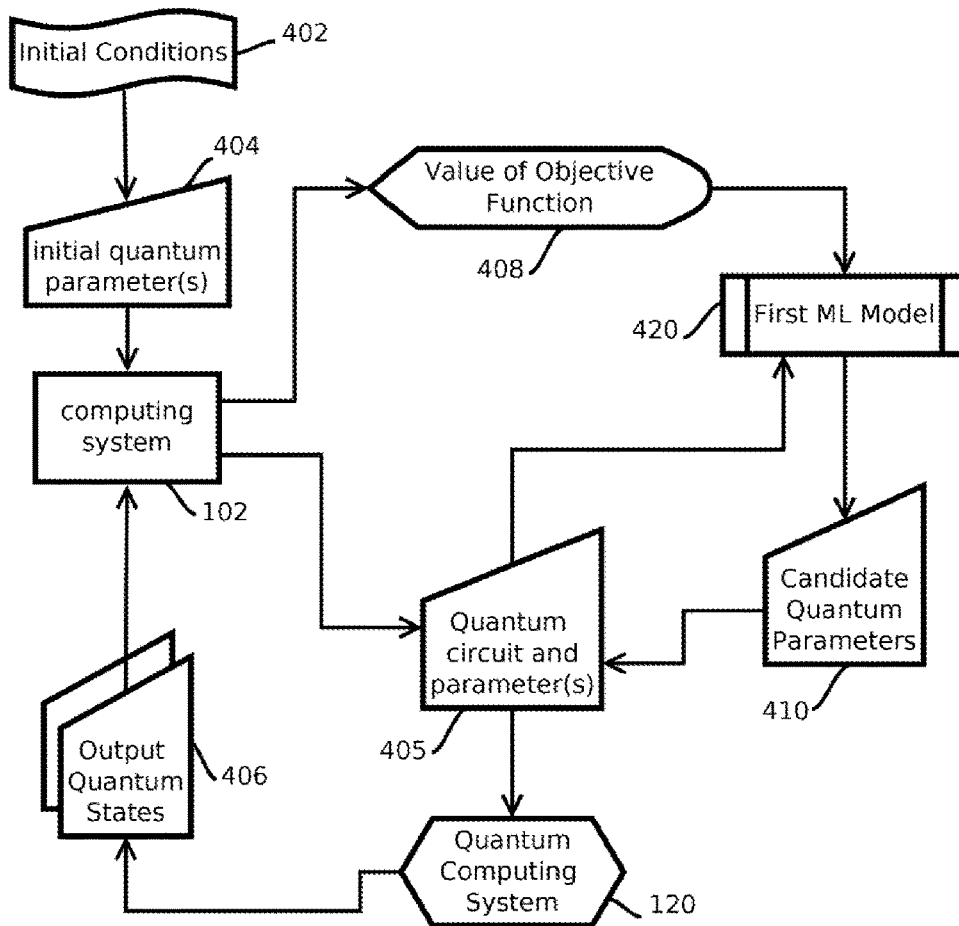 Initial Conditions
402
404
initial quantum
parameter(s)
Value of Objective
Function
408
First ML Model
420
computing
system
102
Quantum
circuit and
parameter(s)
405
Candidate
Quantum
Parameters
410
Output
Quantum
States
406
Quantum
Computing
System
120